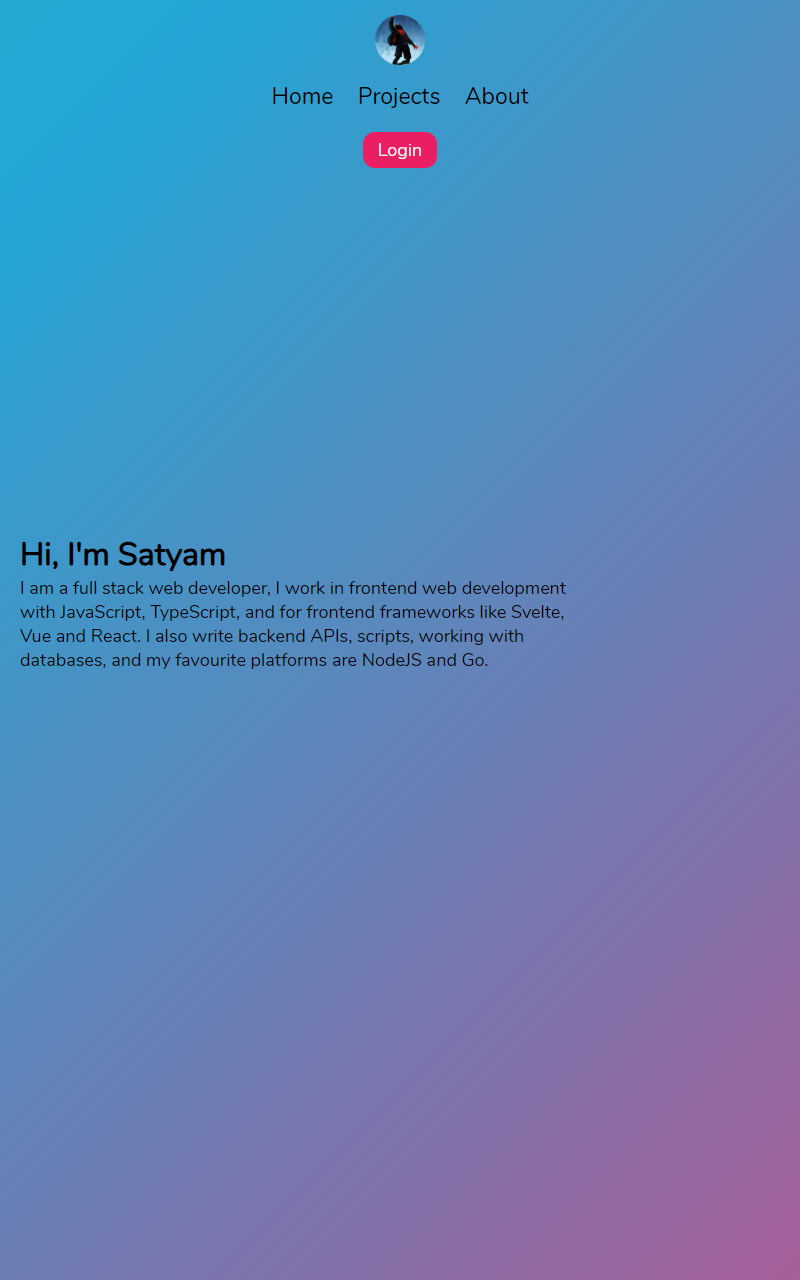 Home Projects About
Login
Hi, I'm Satyam
I am a full stack web developer, I work in frontend web development
with JavaScript, TypeScript, and for frontend frameworks like Svelte,
Vue and React. I also write backend APIs, scripts, working with
databases, and my favourite platforms are NodeJS and Go.